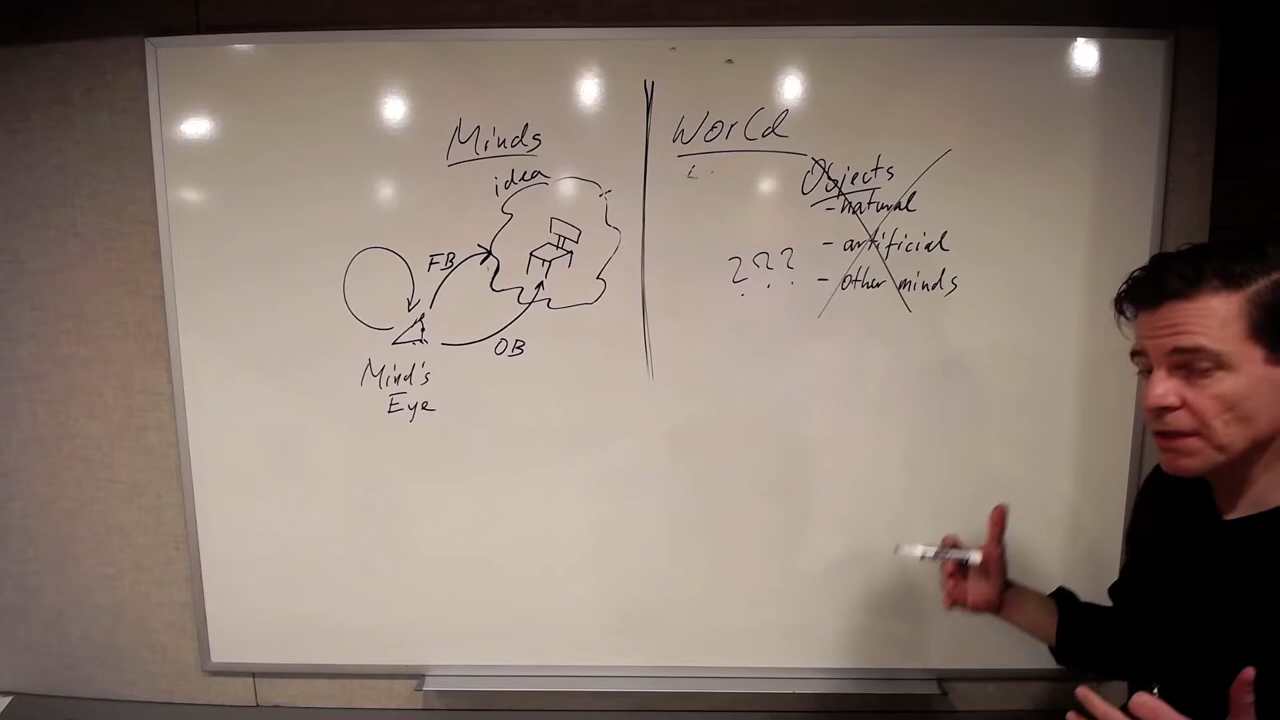 Minds
idea
FB
OB
Mind's
Eye
World
Objects
- natural
- artificial
???
- other minds